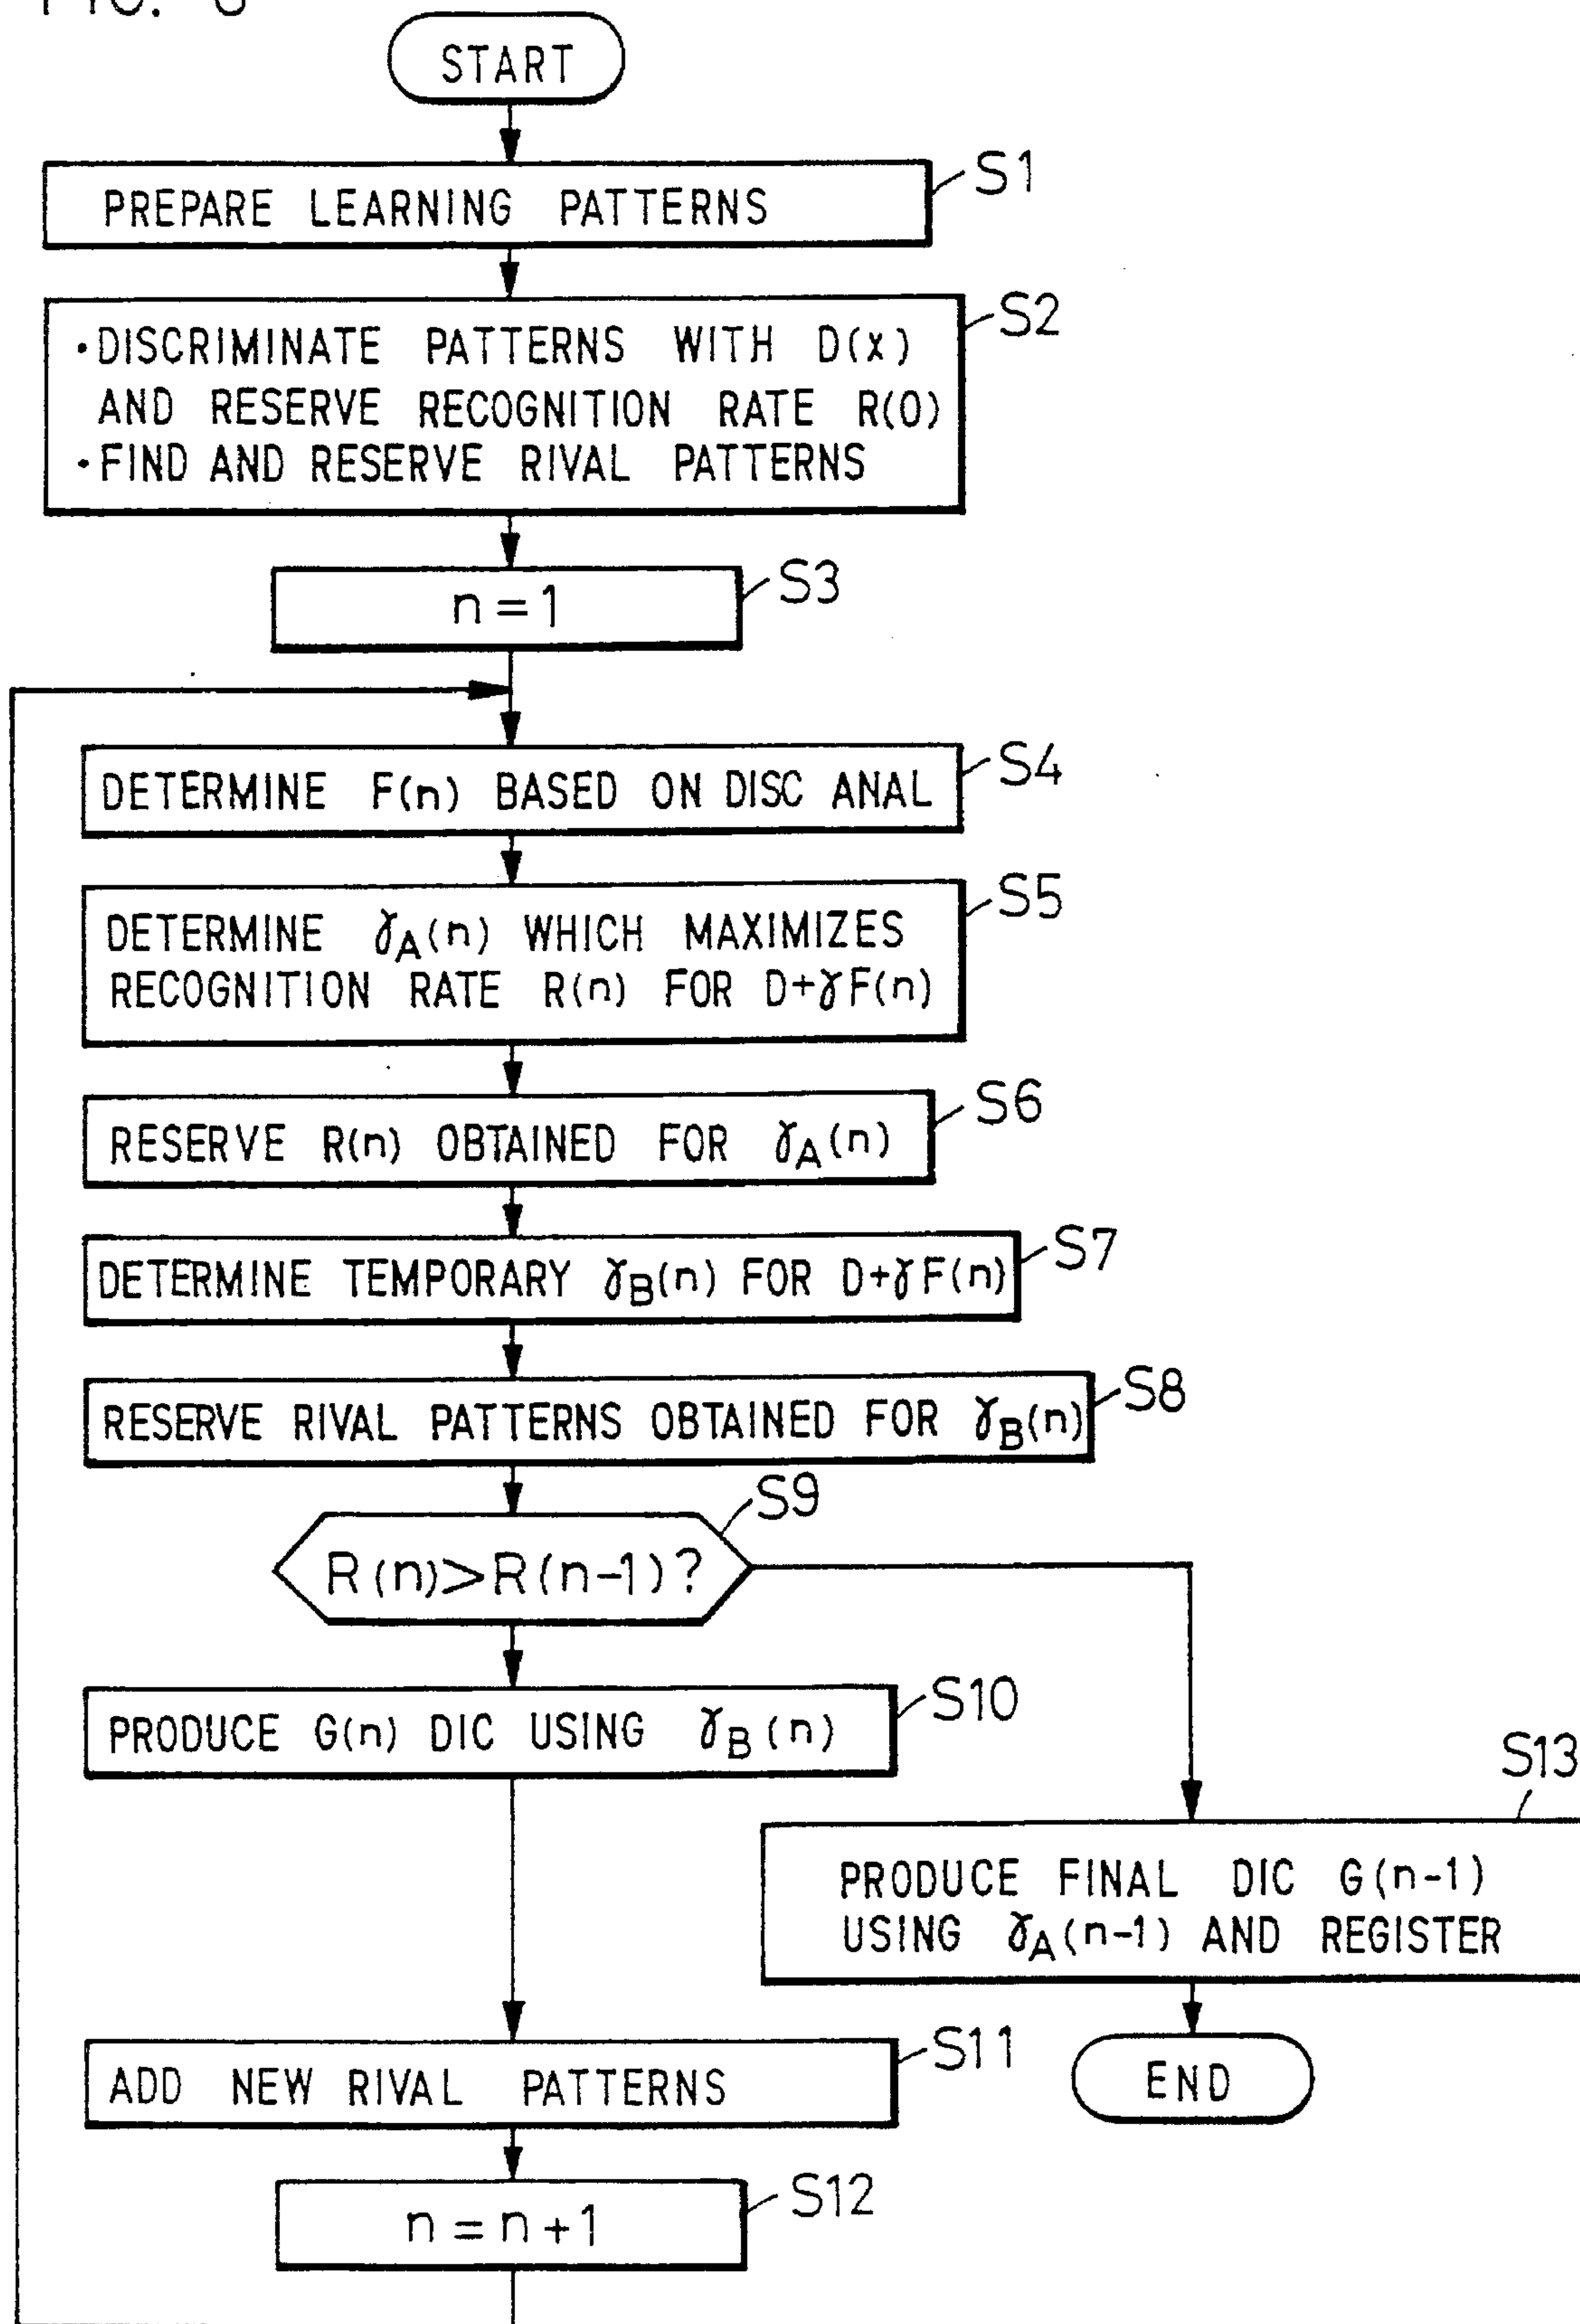 START
S1
PREPARE LEARNING PATTERNS
S2
·DISCRIMINATE PATTERNS WITH D(x)
AND RESERVE RECOGNITION RATE R(0)
·FIND AND RESERVE RIVAL PATTERNS
S3
n=1
S4
DETERMINE F(n) BASED ON DISC ANAL
S5
DETERMINE γA(n) WHICH MAXIMIZES
RECOGNITION RATE R(n) FOR D+γF(n)
S6
RESERVE R(n) OBTAINED FOR γA(n)
S7
DETERMINE TEMPORARY γB(n) FOR D+γF(n)
S8
RESERVE RIVAL PATTERNS OBTAINED FOR γB(n)
S9
R(n)>R(n-1)?
S10
PRODUCE G(n) DIC USING γB(n)
S13
PRODUCE FINAL DIC G(n-1)
USING γA(n-1) AND REGISTER
S11
ADD NEW RIVAL PATTERNS
END
S12
n=n+1